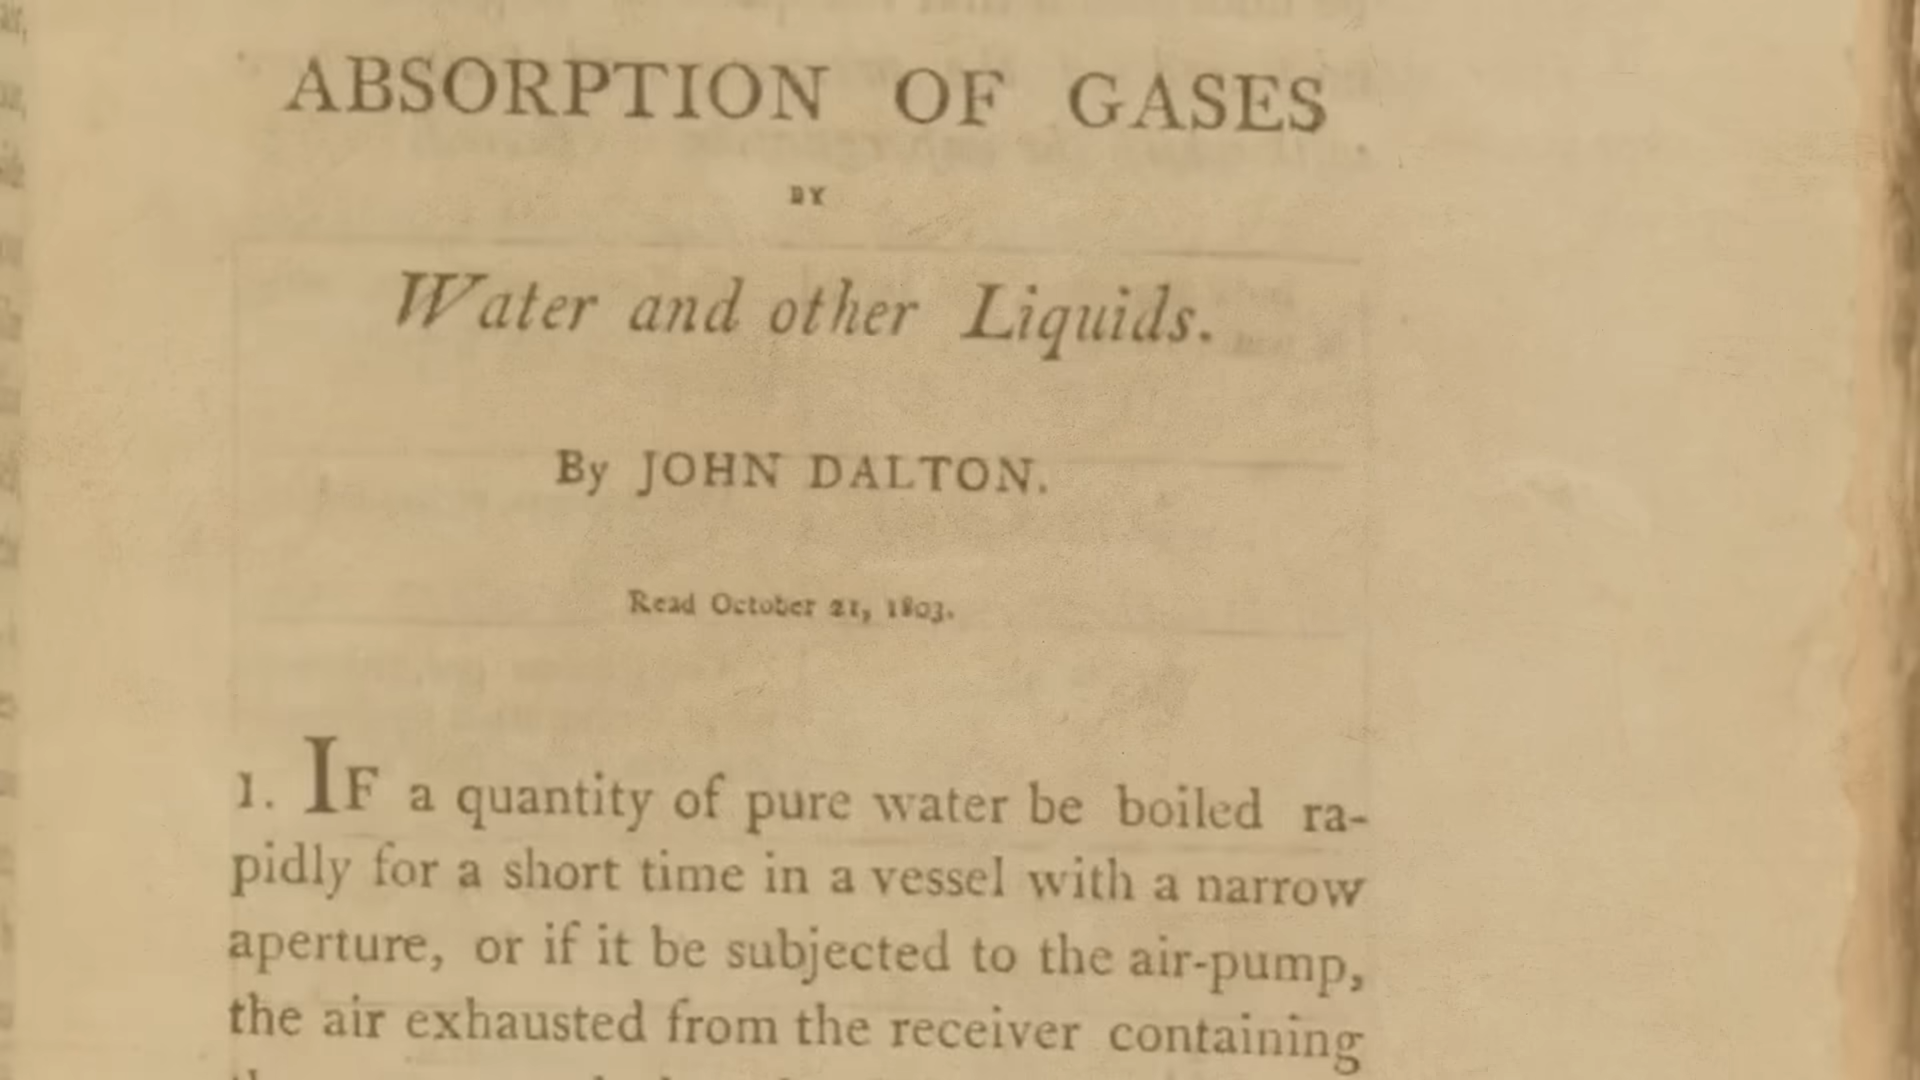 ABSORPTION OF GASES
BY
Water and other Liquids.
By JOHN DALTON.
Read October 21, 1803.
1. IF a quantity of pure water be boiled ra-
pidly for a short time in a vessel with a narrow
aperture, or if it be subjected to the air-pump,
the air exhausted from the receiver containing